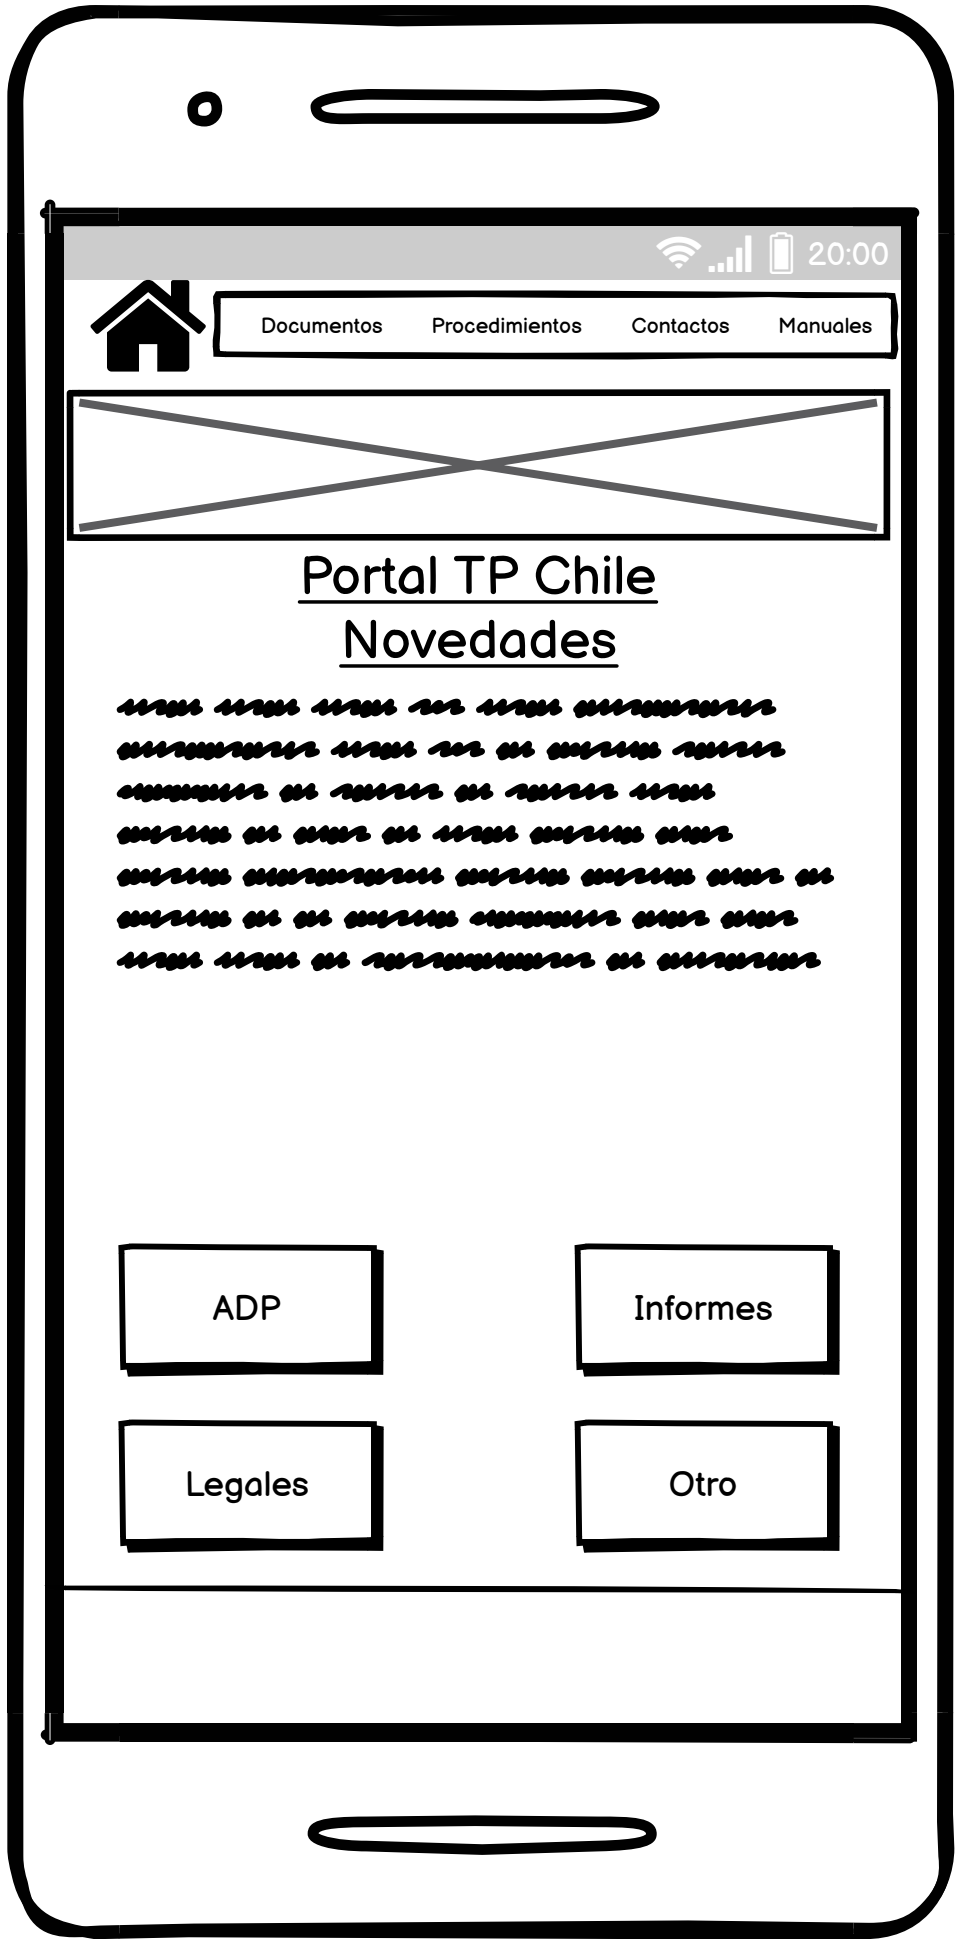 20:00
Documentos Procedimientos Contactos Manuales
Portal TP Chile
Novedades
ADP Informes
Legales Otro